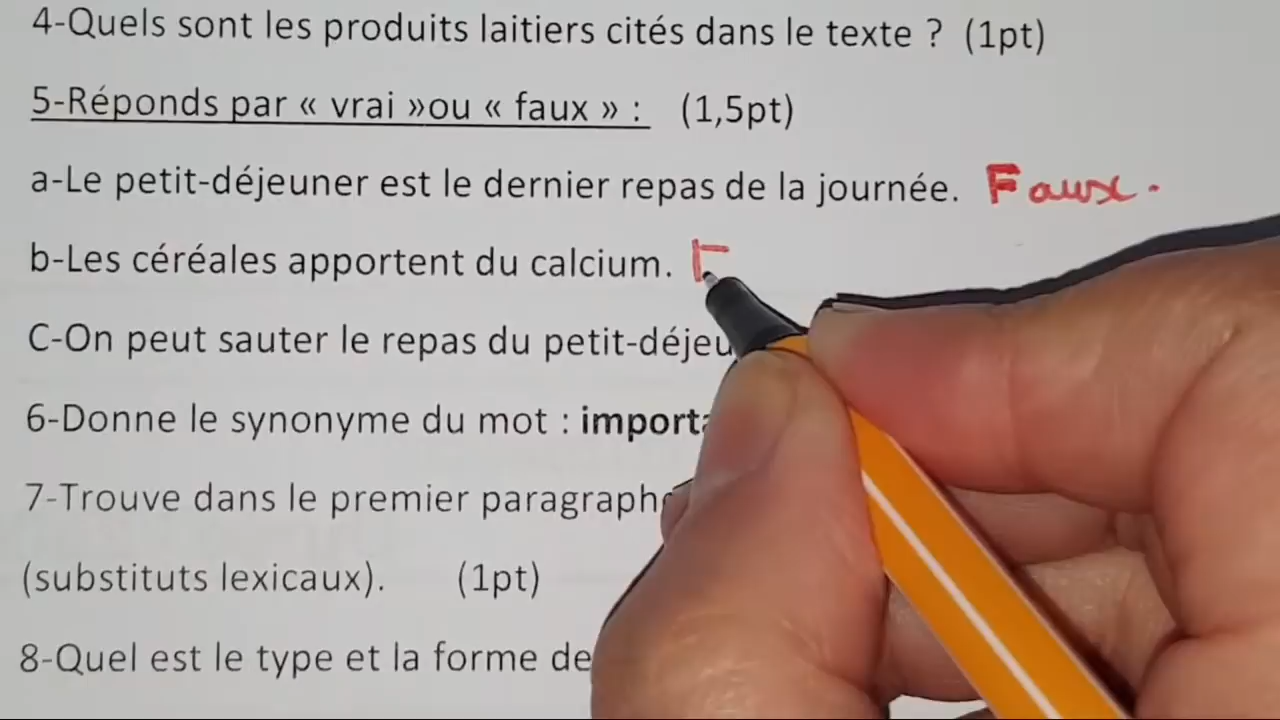 4-Quels sont les produits laitiers cités dans le texte ? (1pt)
5-Réponds par « vrai »ou « faux » : (1,5pt)
a-Le petit-déjeuner est le dernier repas de la journée. Faux.
b-Les céréales apportent du calcium.
C-On peut sauter le repas du petit-déjeu
6-Donne le synonyme du mot : importa
7-Trouve dans le premier paragraphe
(substituts lexicaux). (1pt)
8-Quel est le type et la forme de